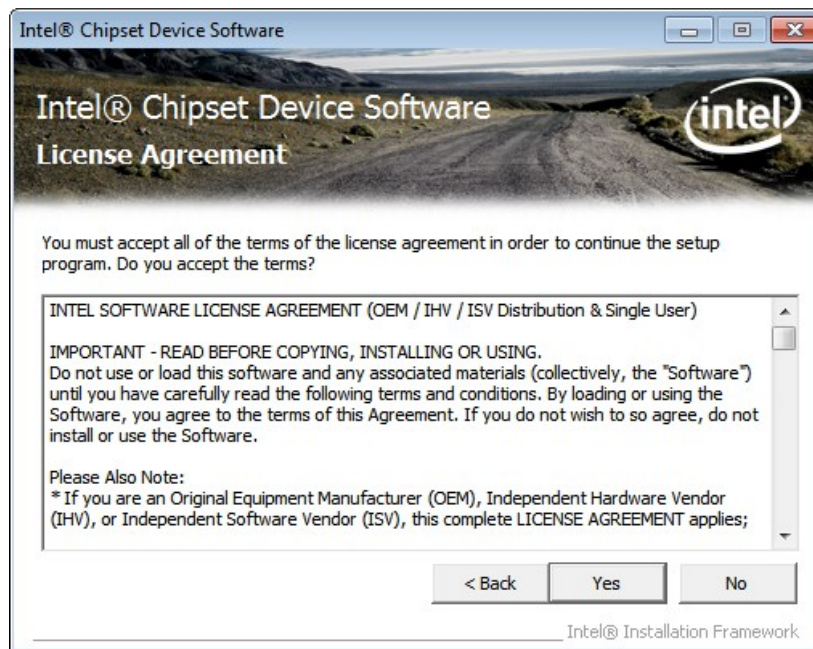 Intel® Chipset Device Software
Intel® Chipset Device Software
intel
License Agreement
You must accept all of the terms of the license agreement in order to continue the setup
program. Do you accept the terms?
INTEL SOFTWARE LICENSE AGREEMENT (OEM / IHV / ISV Distribution & Single User)
IMPORTANT - READ BEFORE COPYING, INSTALLING OR USING.
Do not use or load this software and any associated materials (collectively, the "Software")
until you have carefully read the following terms and conditions. By loading or using the
Software, you agree to the terms of this Agreement. If you do not wish to so agree, do not
install or use the Software.
Please Also Note:
* If you are an Original Equipment Manufacturer (OEM), Independent Hardware Vendor
(IHV), or Independent Software Vendor (ISV), this complete LICENSE AGREEMENT applies;
< Back Yes No
Intel® Installation Framework